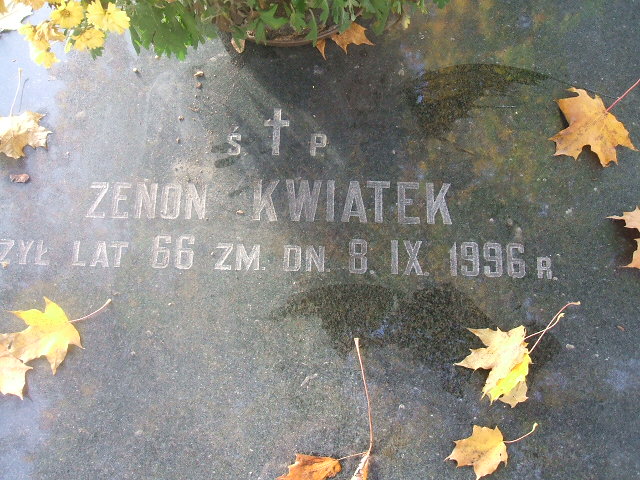 Ś P
ZENON KWIATEK
ŻYŁ LAT 66 ZM. DN. 8. IX. 1996 R.